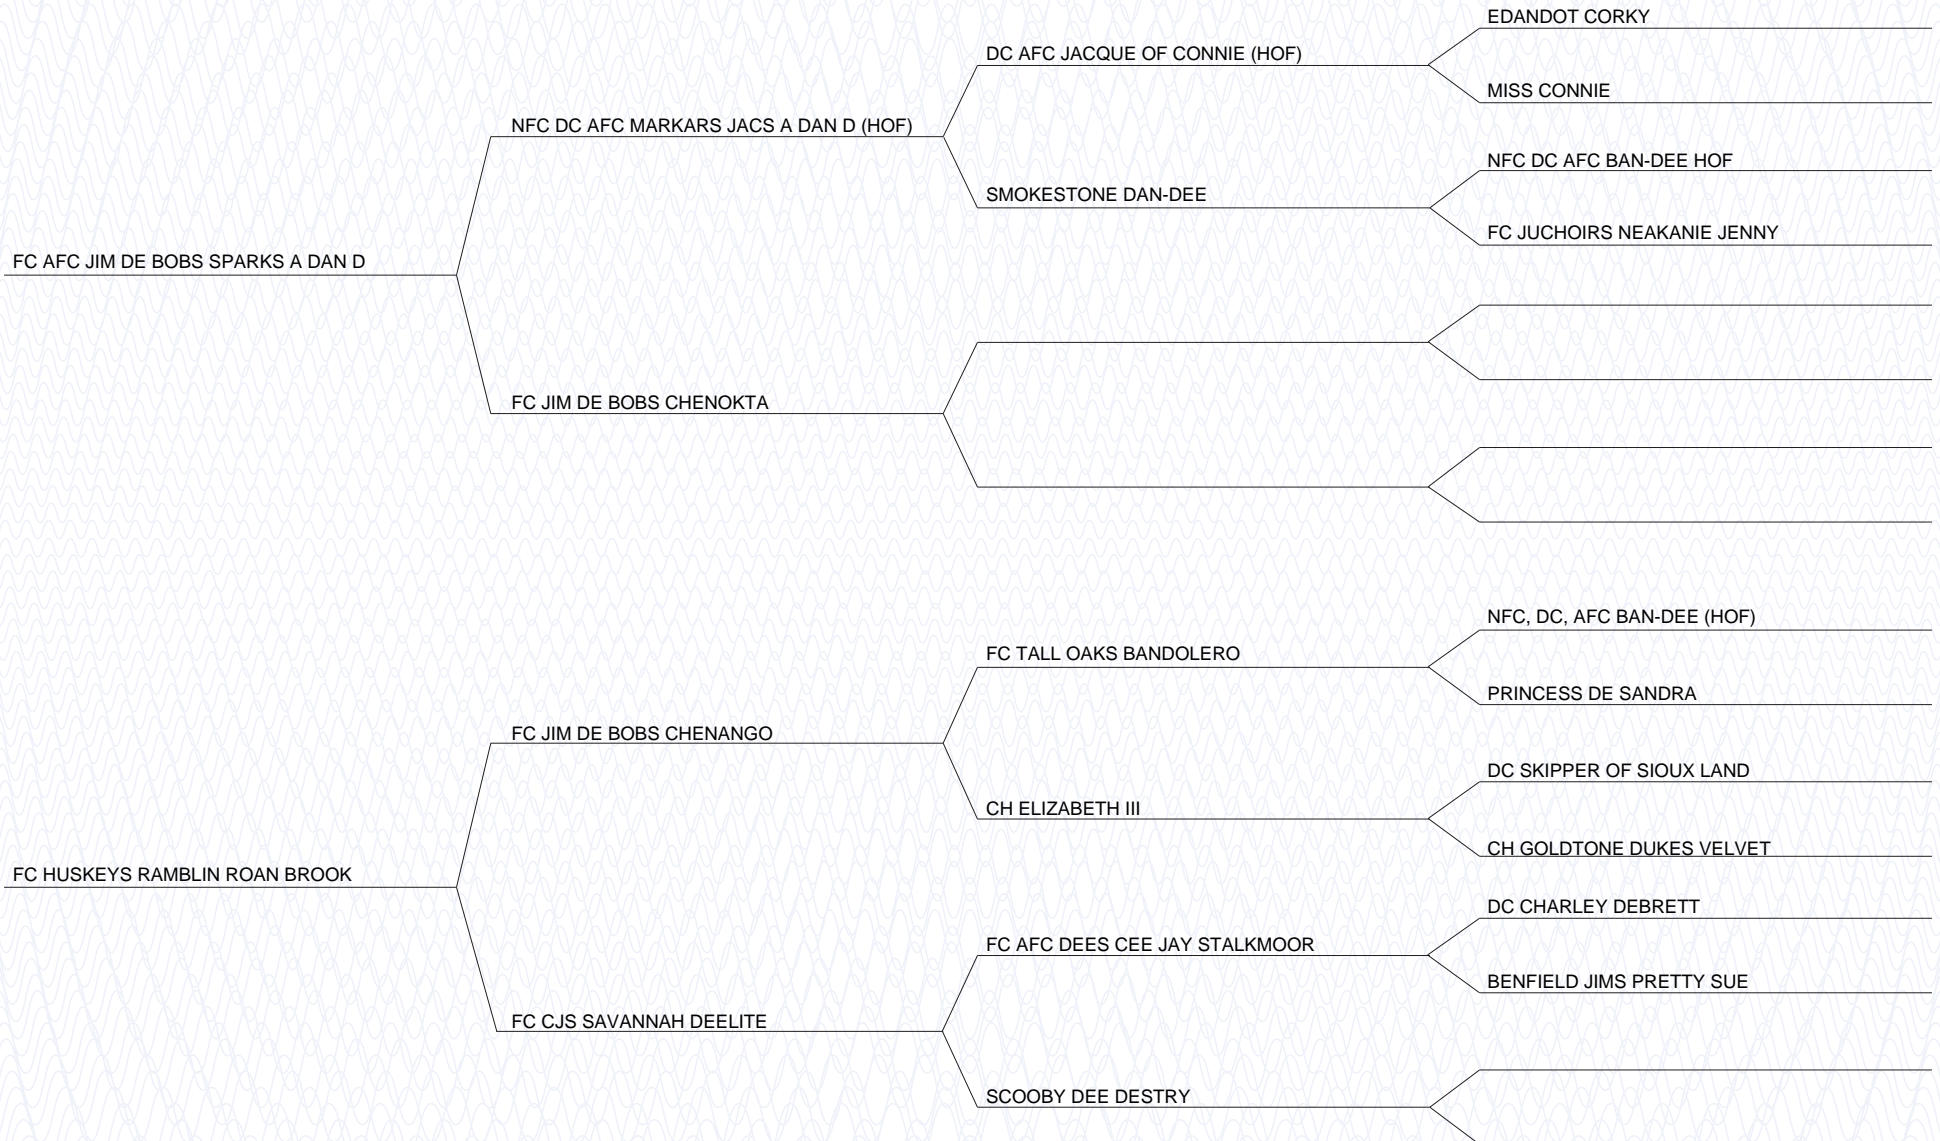 EDANDOT CORKY
DC AFC JACQUE OF CONNIE (HOF)
MISS CONNIE
NFC DC AFC MARKARS JACS A DAN D (HOF)
NFC DC AFC BAN-DEE HOF
SMOKESTONE DAN-DEE
FC JUCHOIRS NEAKANIE JENNY
FC AFC JIM DE BOBS SPARKS A DAN D
FC JIM DE BOBS CHENOKTA
NFC, DC, AFC BAN-DEE (HOF)
FC TALL OAKS BANDOLERO
PRINCESS DE SANDRA
FC JIM DE BOBS CHENANGO
DC SKIPPER OF SIOUX LAND
CH ELIZABETH III
CH GOLDTONE DUKES VELVET
FC HUSKEYS RAMBLIN ROAN BROOK
DC CHARLEY DEBRETT
FC AFC DEES CEE JAY STALKMOOR
BENFIELD JIMS PRETTY SUE
FC CJS SAVANNAH DEELITE
SCOOBY DEE DESTRY